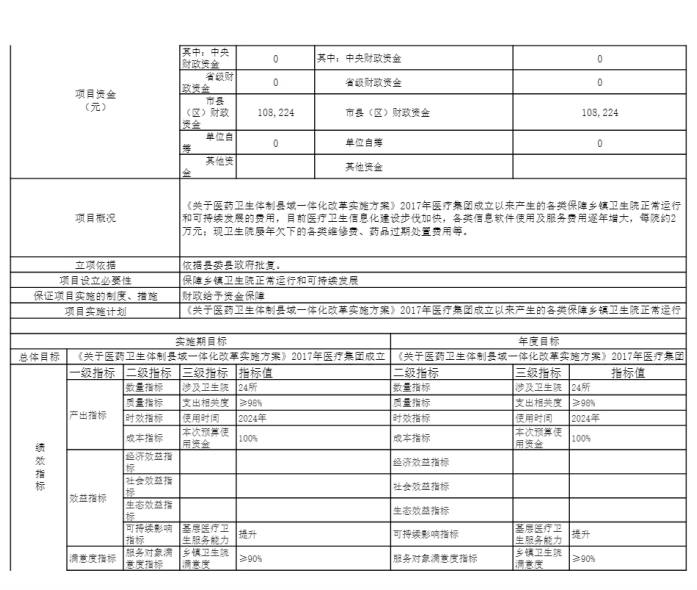 项目资金
（元）
其中：中央
财政资金
0
其中：中央财政资金
0
省级财
政资金
0
省级财政资金
0
市县
（区）财政
资金
108,224
市县（区）财政资金
108,224
单位自
筹
0
单位自筹
0
其他资
金
其他资金
项目概况
《关于医药卫生体制县域一体化改革实施方案》2017年医疗集团成立以来产生的各类保障乡镇卫生院正常运行
和可持续发展的费用，目前医疗卫生信息化建设步伐加快，各类信息软件使用及服务费用逐年增大，每院约2
万元；现卫生院屡年欠下的各类维修费、药品过期处置费用等。
立项依据
依据县委县政府批复。
项目设立必要性
保障乡镇卫生院正常运行和可持续发展
保证项目实施的制度、措施
财政给予资金保障
项目实施计划
《关于医药卫生体制县域一体化改革实施方案》2017年医疗集团成立以来产生的各类保障乡镇卫生院正常运行
实施期目标
年度目标
总体目标
《关于医药卫生体制县域一体化改革实施方案》2017年医疗集团成立
《关于医药卫生体制县域一体化改革实施方案》2017年医疗集团
绩
效
指
标
一级指标 二级指标 三级指标 指标值 二级指标 三级指标 指标值
产出指标
数量指标 涉及卫生院 24所 数量指标 涉及卫生院 24所
质量指标 支出相关度 ≥98% 质量指标 支出相关度 ≥98%
时效指标 使用时间 2024年 时效指标 使用时间 2024年
成本指标
本次预算使
用资金
100%
成本指标
本次预算使
用资金
100%
效益指标
经济效益指
标
经济效益指标
社会效益指
标
社会效益指标
生态效益指
标
生态效益指标
可持续影响
指标
基层医疗卫
生服务能力
提升
可持续影响指标
基层医疗卫
生服务能力
提升
满意度指标
服务对象满
意度指标
乡镇卫生院
满意度
≥90%
服务对象满意度指标
乡镇卫生院
满意度
≥90%